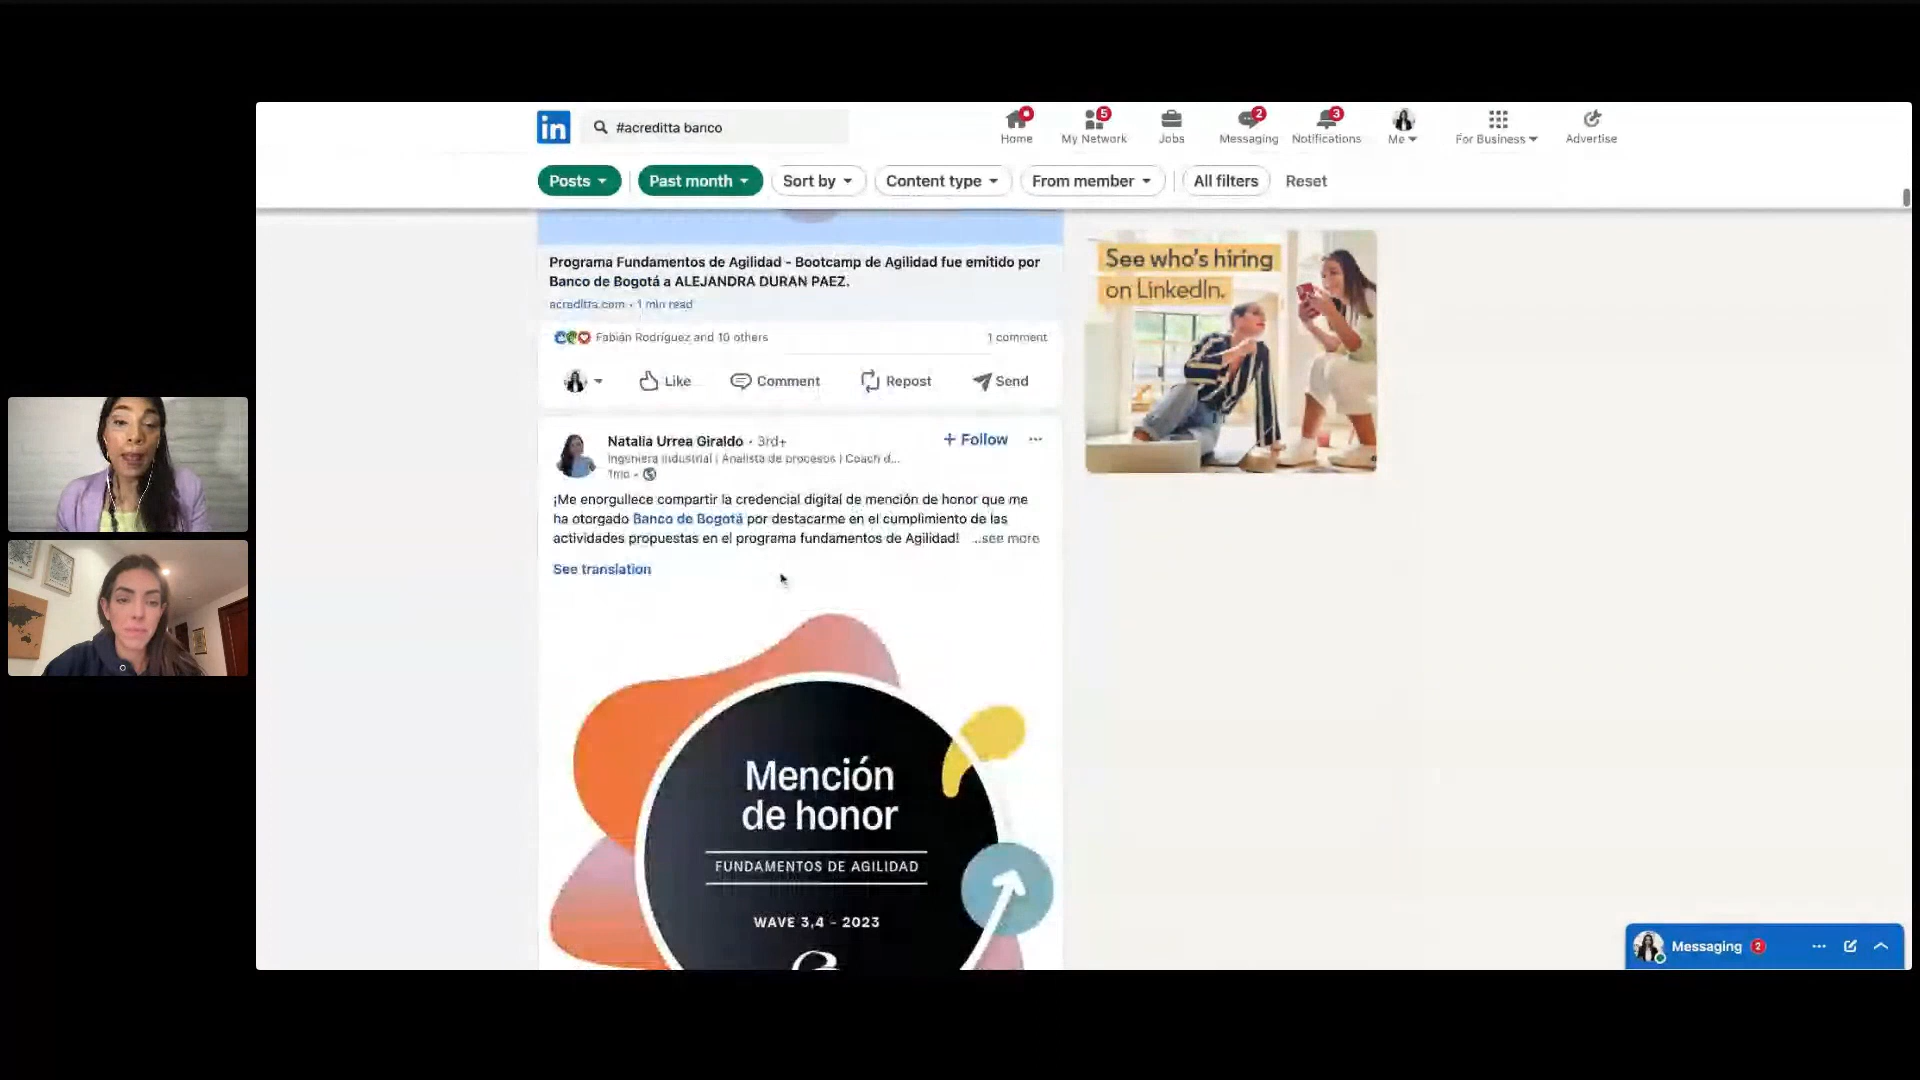 in
#acreditta banco
Home
5
My Network
Jobs
2
Messaging
3
Notifications
Me
For Business
Advertise
Posts
Past month
Sort by
Content type
From member
All filters
Reset
Programa Fundamentos de Agilidad - Bootcamp de Agilidad fue emitido por
Banco de Bogotá a ALEJANDRA DURAN PAEZ.
acreditta.com • 1 min read
Fabián Rodríguez and 10 others
1 comment
Like
Comment
Repost
Send
Natalia Urrea Giraldo • 3rd+
+ Follow
Ingeniera Industrial | Analista de procesos | Coach d...
1mo •
¡Me enorgullece compartir la credencial digital de mención de honor que me
ha otorgado Banco de Bogotá por destacarme en el cumplimiento de las
actividades propuestas en el programa fundamentos de Agilidad! ...see more
See translation
Mención
de honor
FUNDAMENTOS DE AGILIDAD
WAVE 3,4 - 2023
See who's hiring
on LinkedIn.
Messaging 2